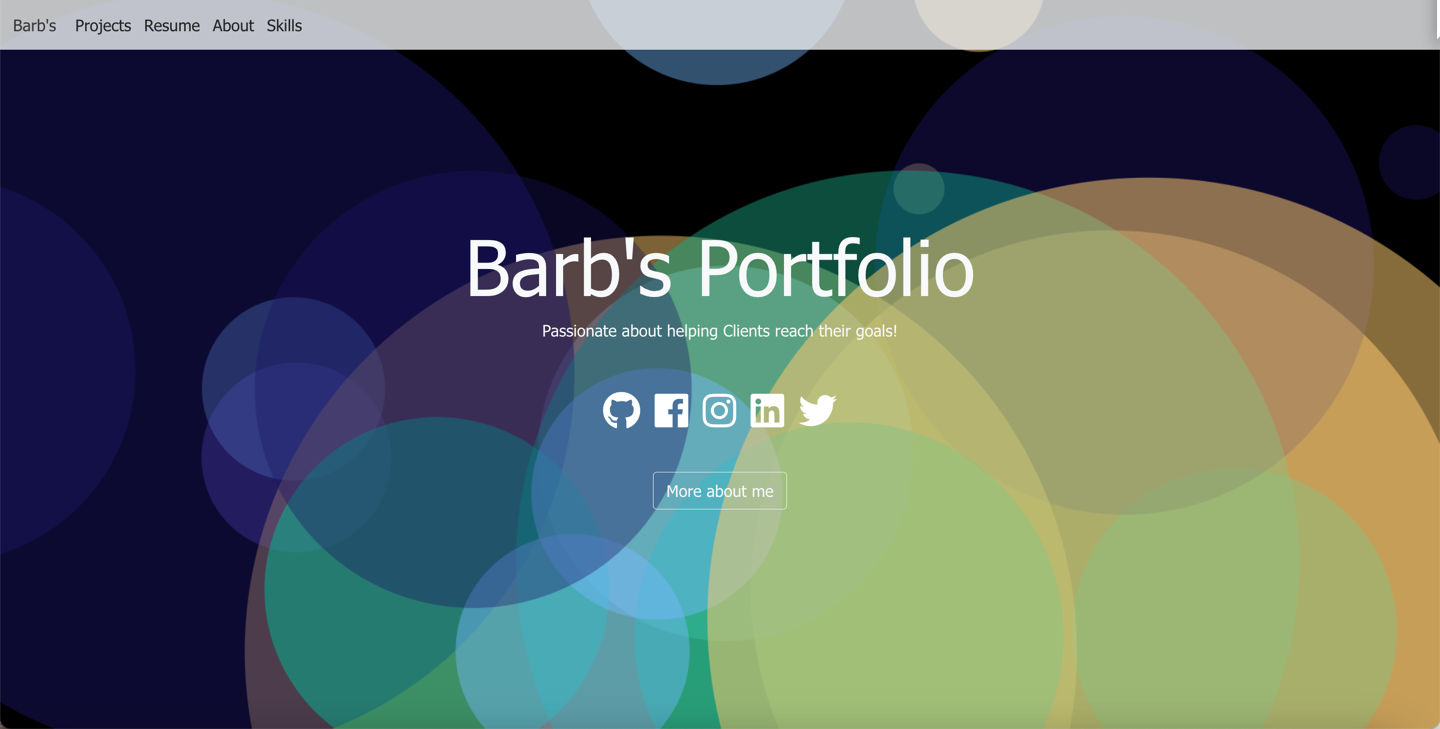 Barb's Projects Resume About Skills
Barb's Portfolio
Passionate about helping Clients reach their goals!
More about me